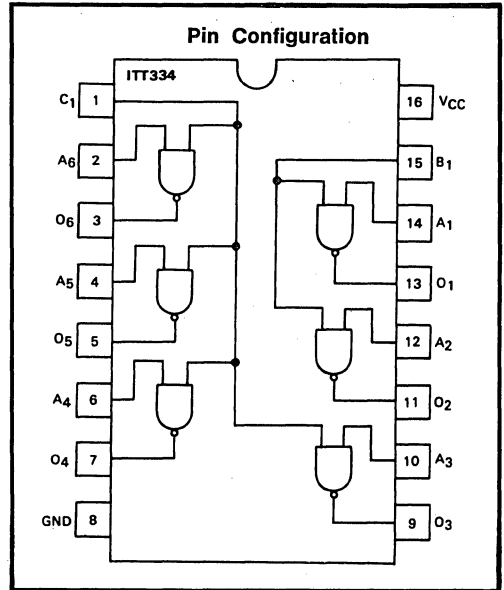 Pin Configuration
ITT334
C1 1
16 VCC
A6 2
15 B1
O6 3
14 A1
A5 4
13 O1
O5 5
12 A2
A4 6
11 O2
O4 7
10 A3
GND 8
9 O3